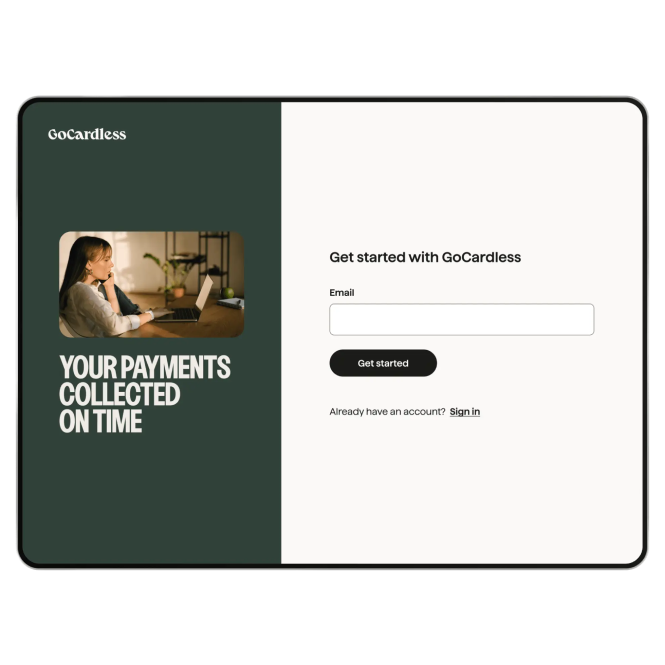 GoCardless
YOUR PAYMENTS
COLLECTED
ON TIME
Get started with GoCardless
Email
Get started
Already have an account? Sign in